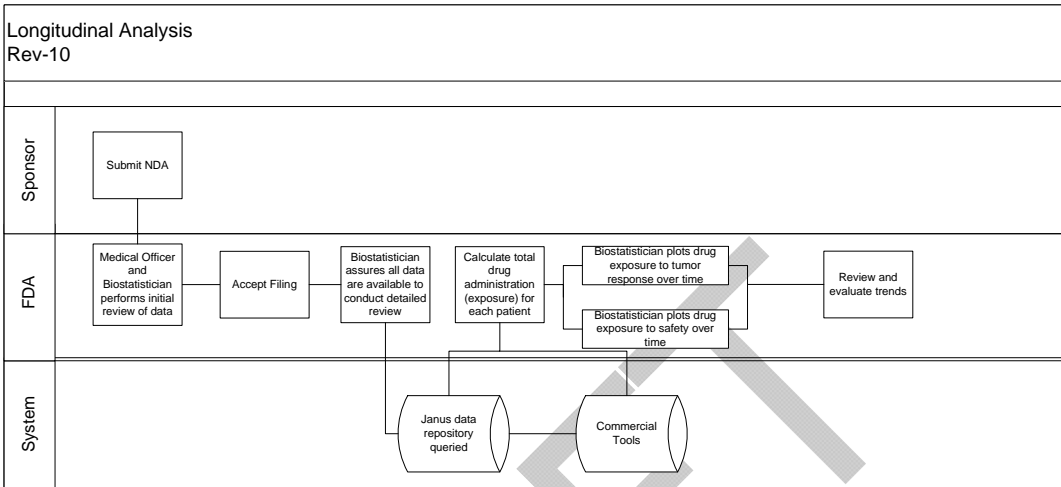 Longitudinal Analysis
Rev-10
Sponsor
Submit NDA
FDA
Medical Officer
and
Biostatistician
performs initial
review of data
Accept Filing
Biostatistician
assures all data
are available to
conduct detailed
review
Calculate total
drug
administration
(exposure) for
each patient
Biostatistician plots drug
exposure to tumor
response over time
Biostatistician plots drug
exposure to safety over
time
Review and
evaluate trends
System
Janus data
repository
queried
Commercial
Tools